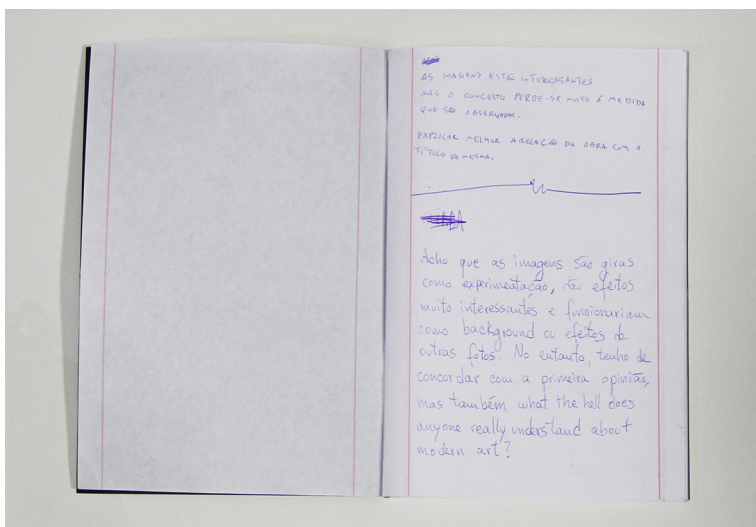 AS IMAGENS ESTÃO INTERESSANTES
MAS O CONCEITO PERDE-SE MUITO À MEDIDA
QUE SÃO OBSERVADAS.
EXPLICAR MELHOR A RELAÇÃO DA OBRA COM O
TÍTULO DA MESMA.
Acho que as imagens são giras
como experimentação, são efeitos
muito interessantes e funcionariam
como background ou efeitos de
outras fotos. No entanto, tenho de
concordar com a primeira opinião,
mas também what the hell does
anyone really understand about
modern art?